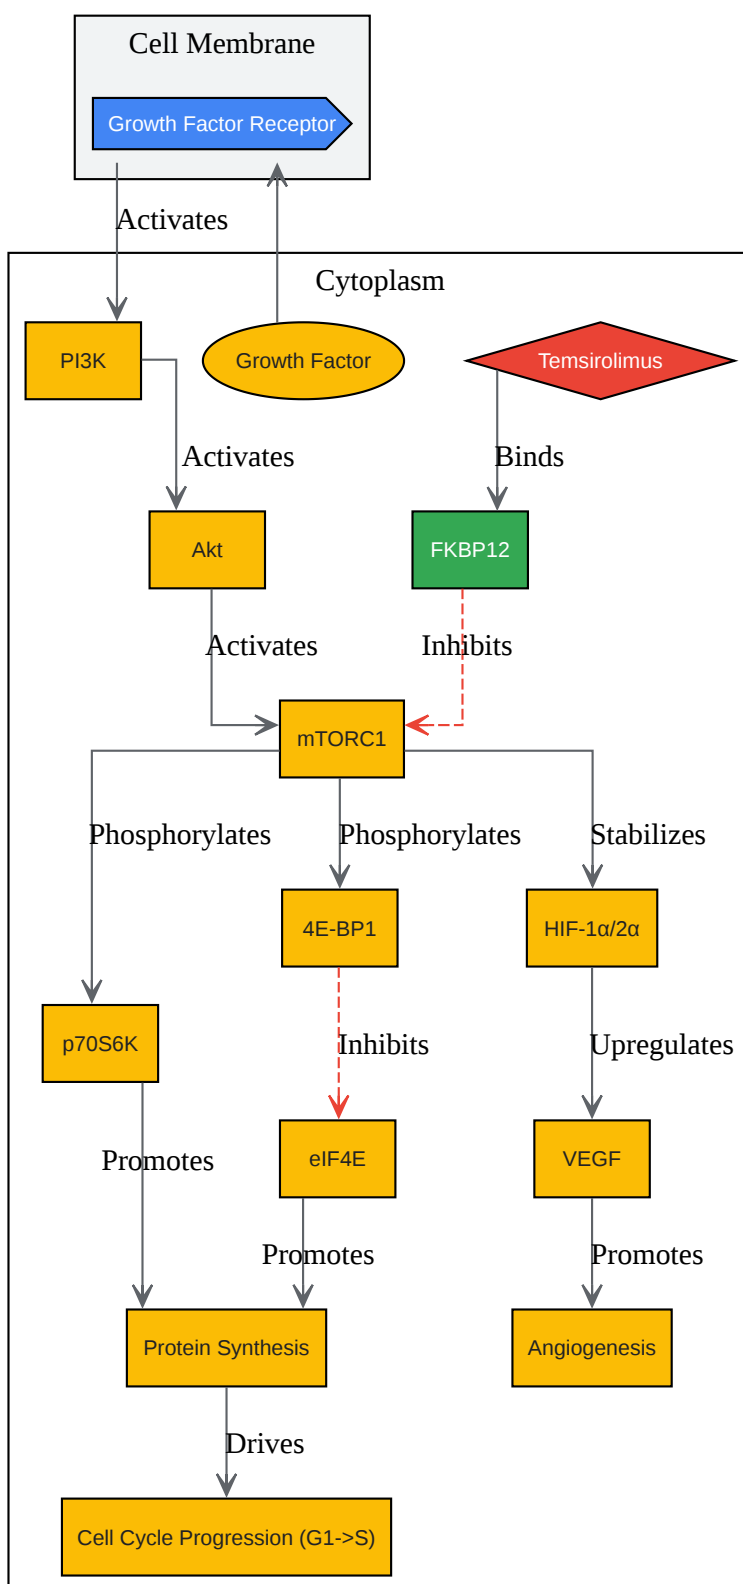 Cell Membrane
Growth Factor Receptor
Activates
Cytoplasm
PI3K
Growth Factor
Temsirolimus
Activates
Binds
Akt
FKBP12
Activates
Inhibits
mTORC1
Phosphorylates
Phosphorylates
Stabilizes
4E-BP1
HIF-1α/2α
p70S6K
Inhibits
Upregulates
Promotes
eIF4E
VEGF
Promotes
Promotes
Protein Synthesis
Angiogenesis
Drives
Cell Cycle Progression (G1->S)